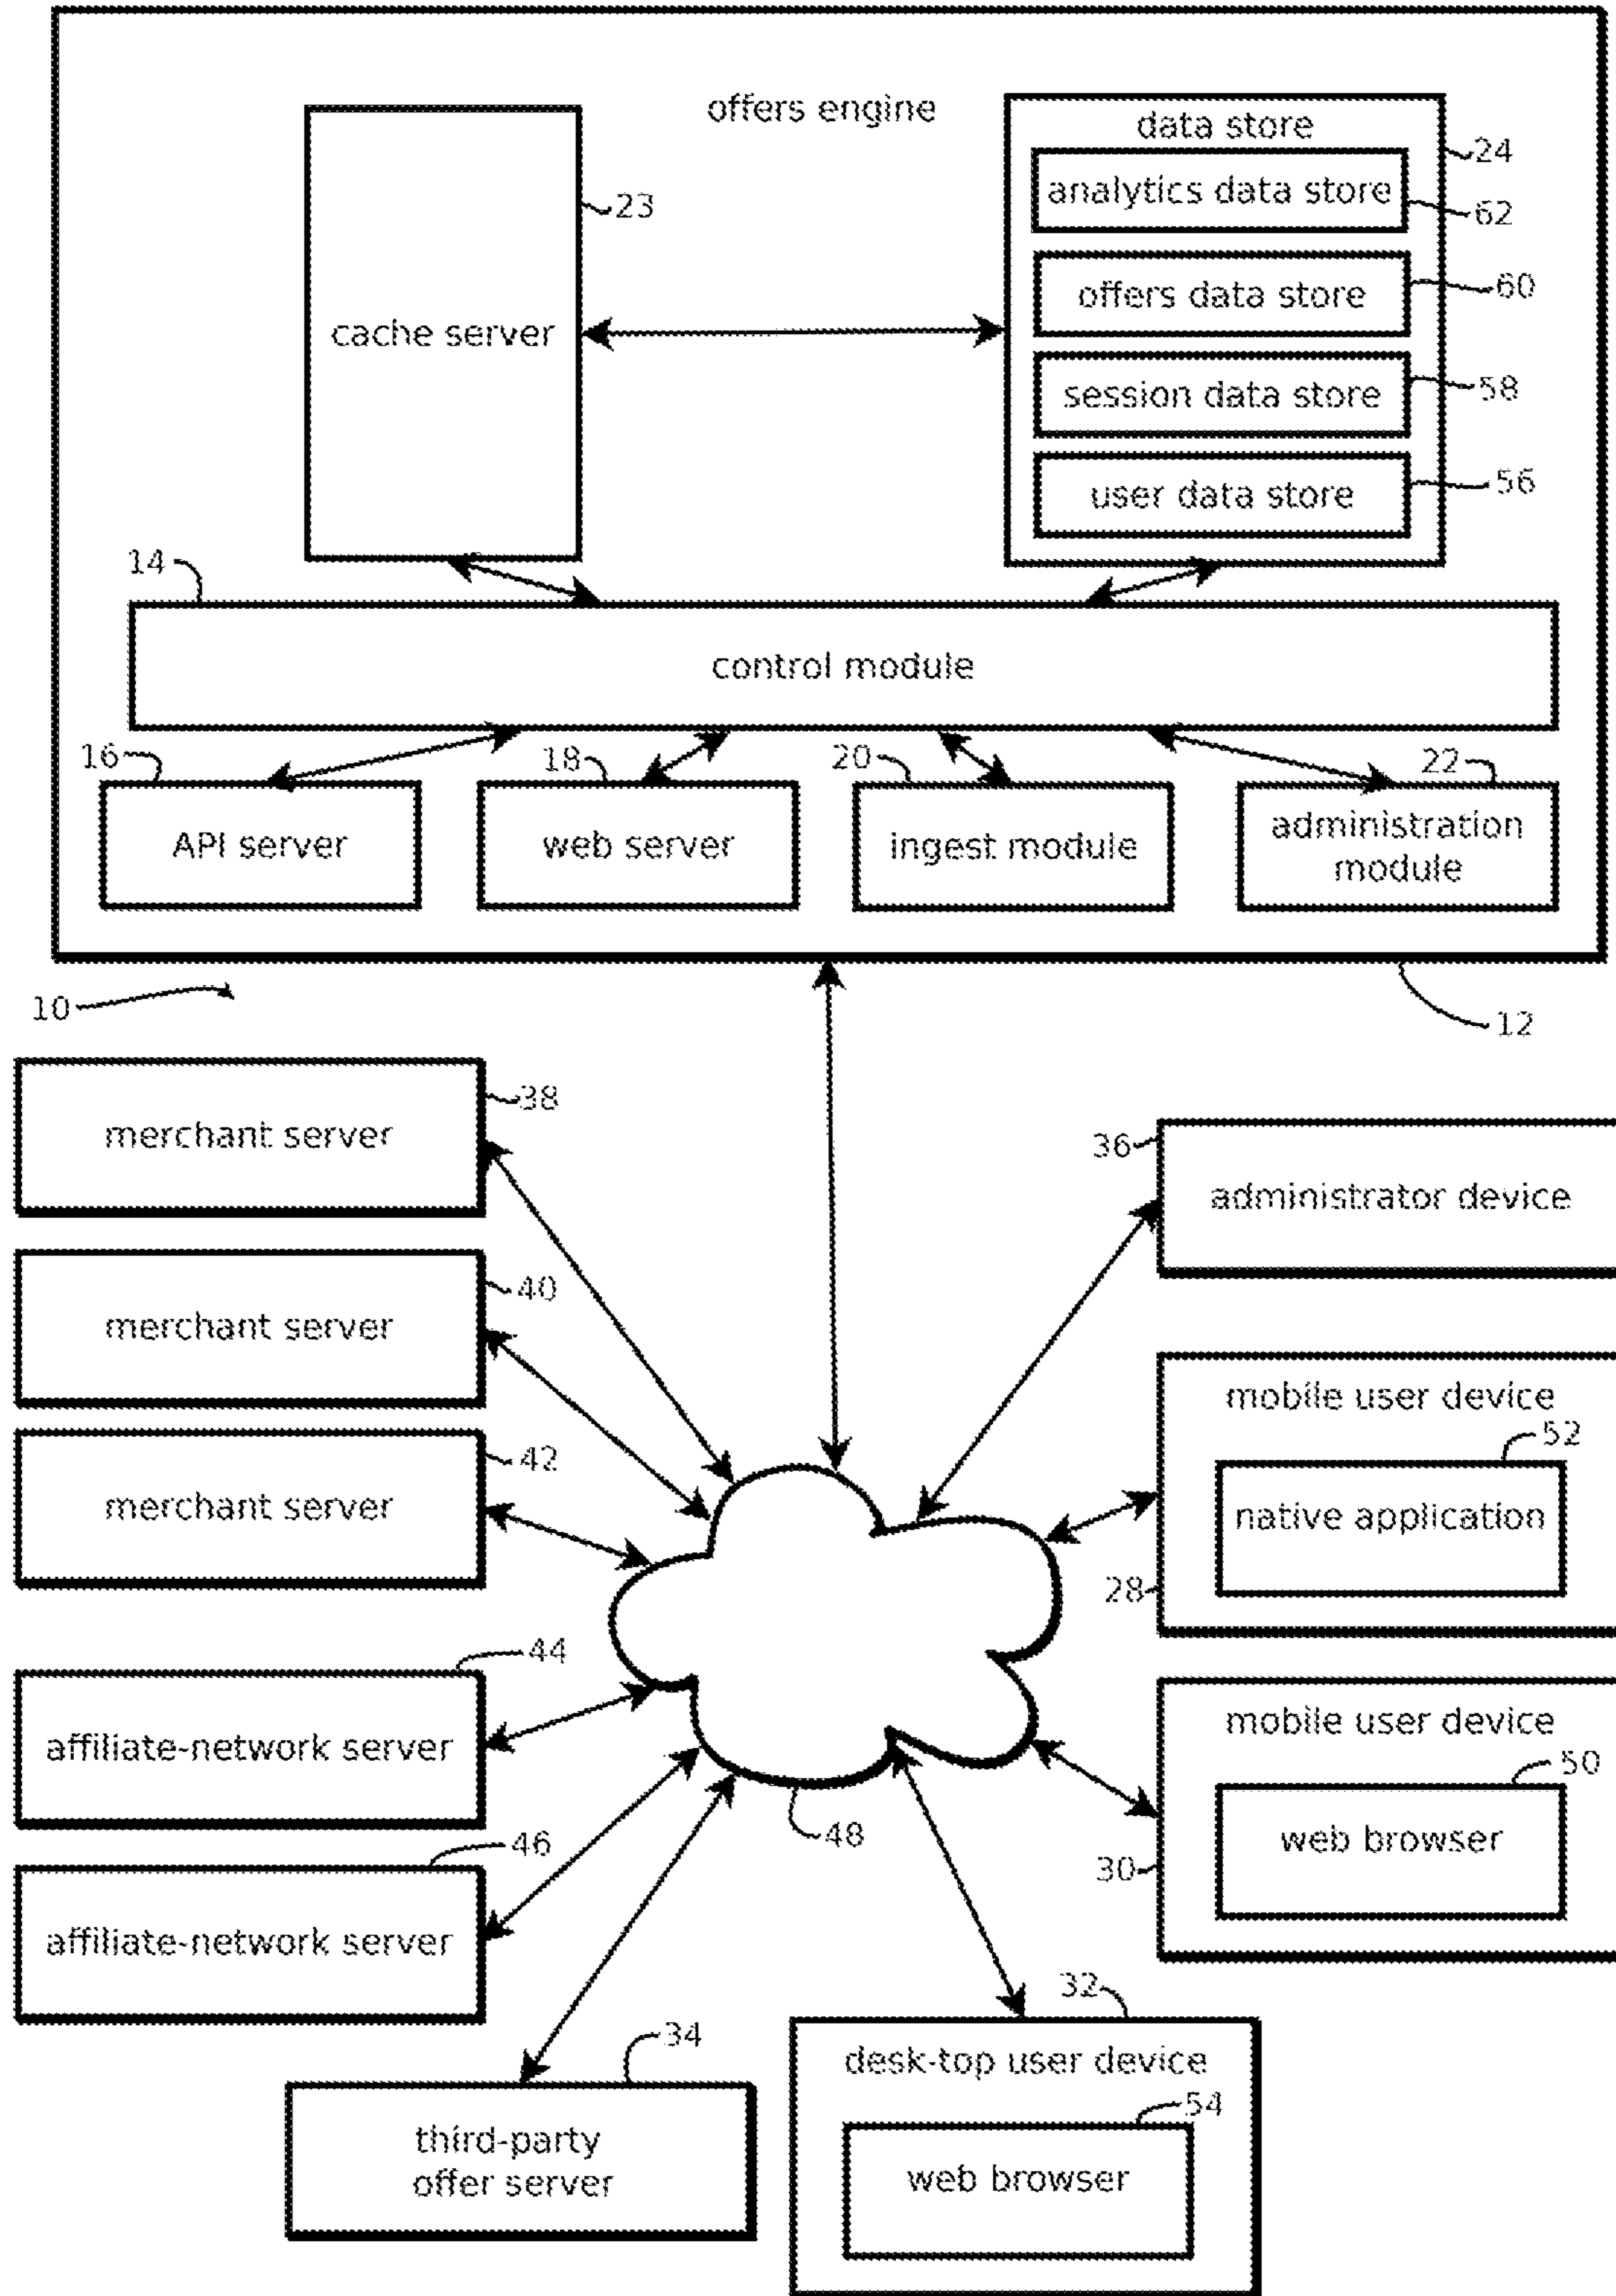 offers engine
cache server
23
data store
24
analytics data store
62
offers data store
60
session data store
58
user data store
56
14
control module
16
API server
18
web server
20
ingest module
22
administration
module
10
12
merchant server
38
merchant server
40
merchant server
42
36
administrator device
mobile user device
52
native application
28
affiliate-network server
44
mobile user device
50
web browser
30
affiliate-network server
46
48
34
third-party
offer server
32
desk-top user device
54
web browser